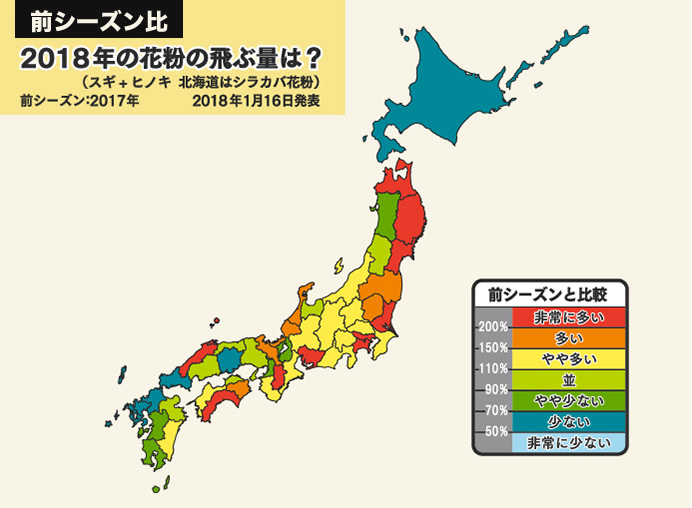 前シーズン比
2018年の花粉の飛ぶ量は？
（スギ+ヒノキ 北海道はシラカバ花粉）
前シーズン:2017年 2018年1月16日発表
前シーズンと比較
非常に多い
200%
多い
150%
やや多い
110%
並
90%
やや少ない
70%
少ない
50%
非常に少ない